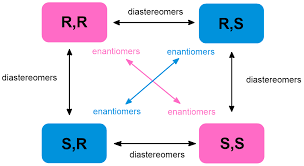 diastereomers
R,R
R,S
enantiomers
enantiomers
diastereomers
diastereomers
enantiomers
enantiomers
S,R
S,S
diastereomers